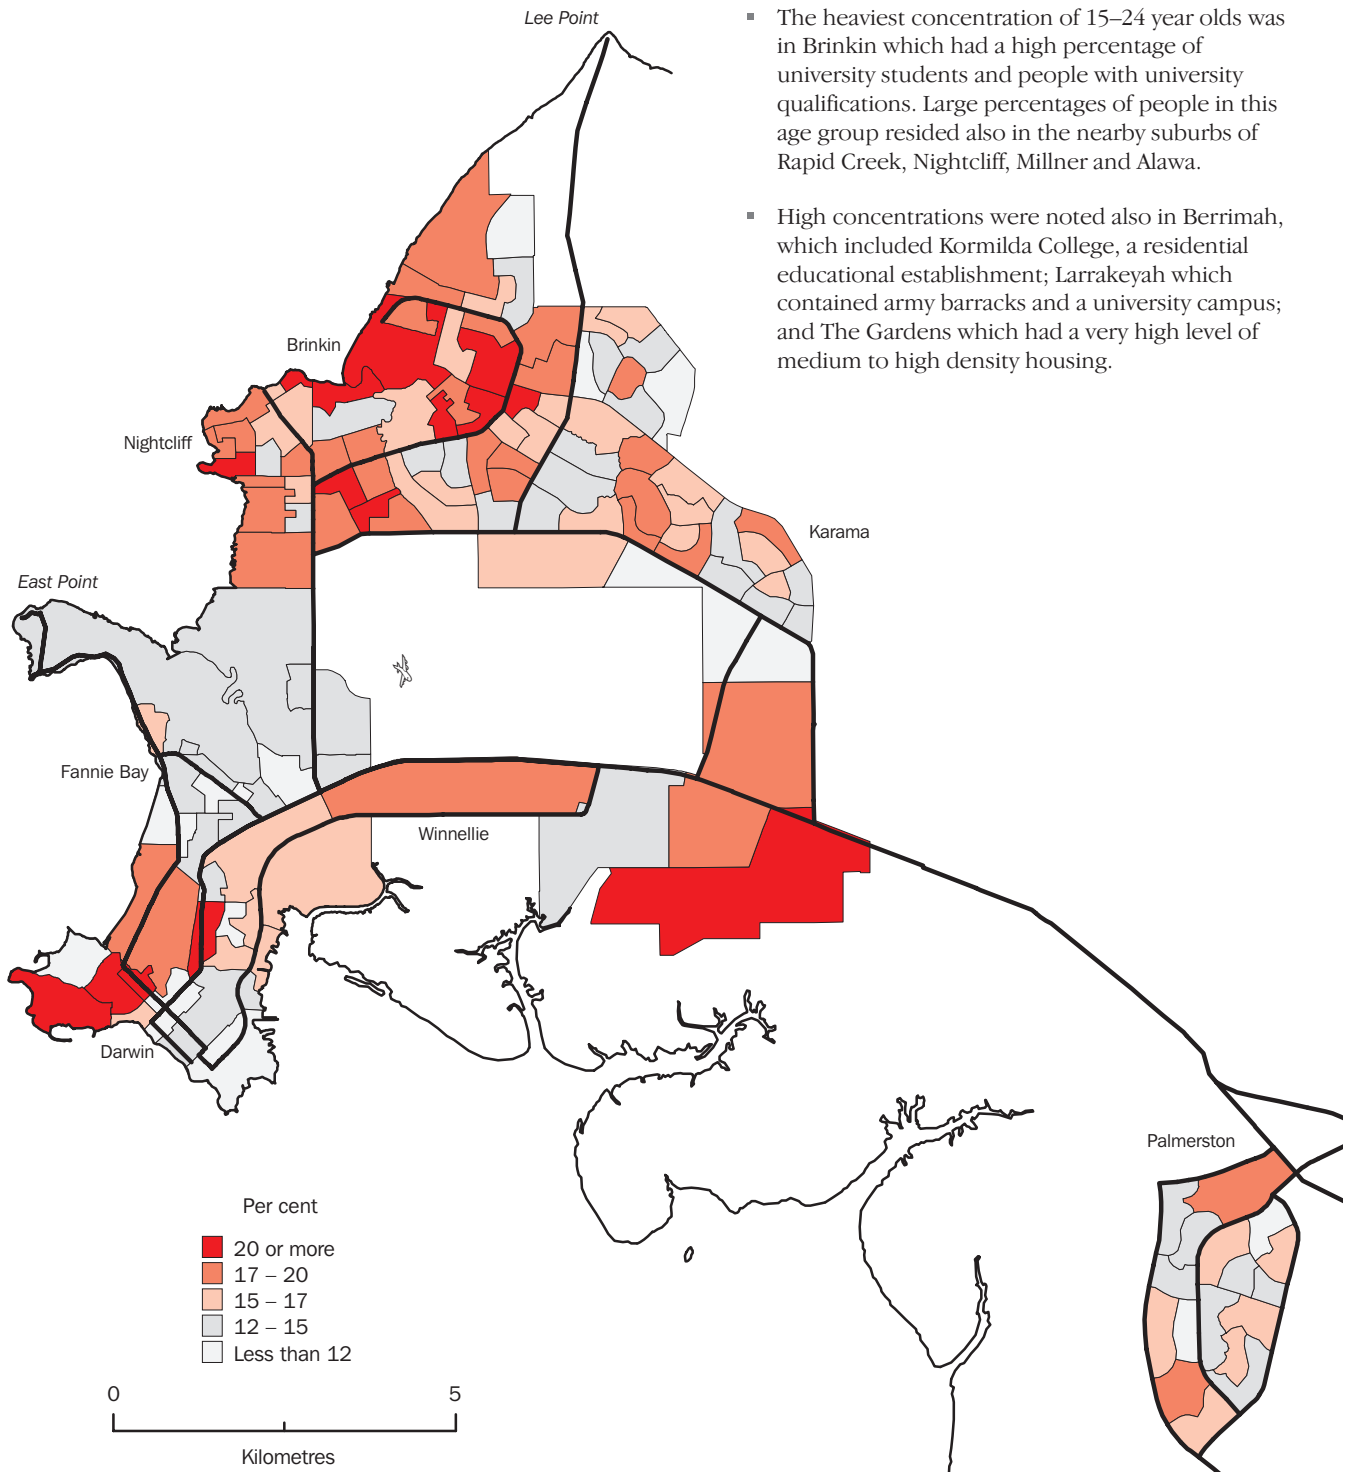 Lee Point
▪ The heaviest concentration of 15–24 year olds was
in Brinkin which had a high percentage of
university students and people with university
qualifications. Large percentages of people in this
age group resided also in the nearby suburbs of
Rapid Creek, Nightcliff, Millner and Alawa.
▪ High concentrations were noted also in Berrimah,
which included Kormilda College, a residential
educational establishment; Larrakeyah which
contained army barracks and a university campus;
and The Gardens which had a very high level of
medium to high density housing.
Brinkin
Nightcliff
Karama
East Point
Fannie Bay
Winnellie
Darwin
Palmerston
Per cent
20 or more
17 – 20
15 – 17
12 – 15
Less than 12
0 5
Kilometres